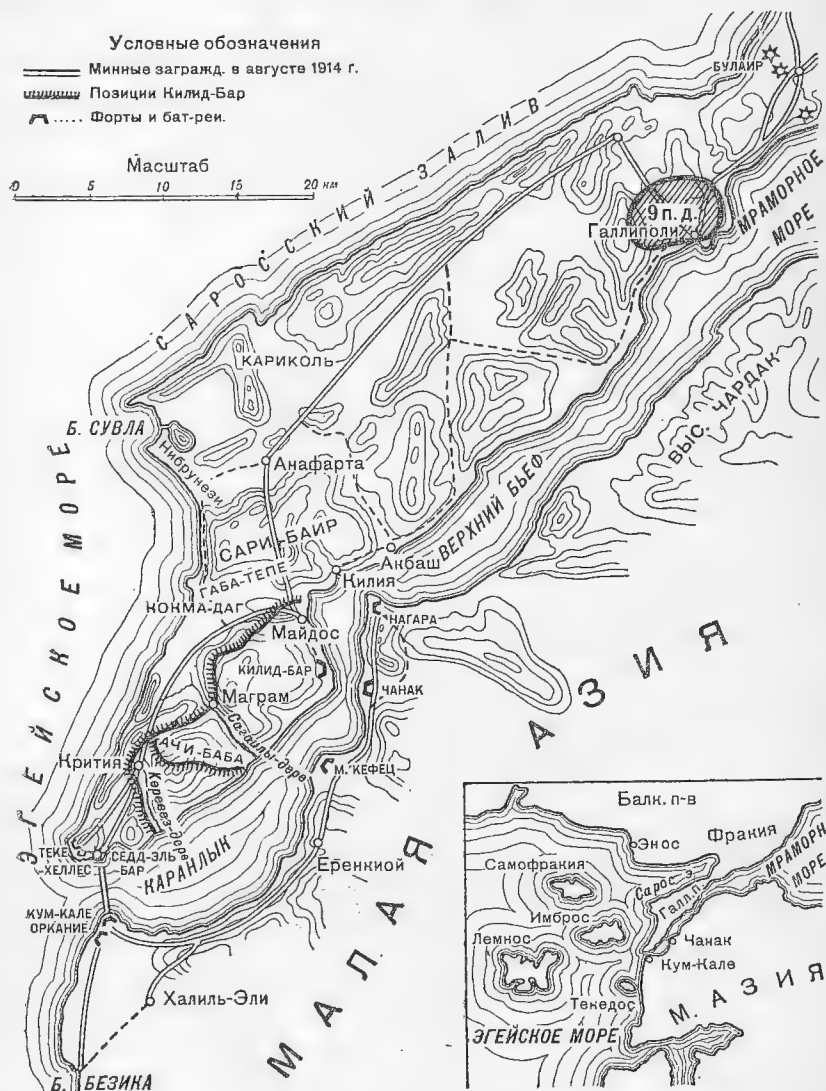 Условные обозначения
Минные загражд. в августе 1914 г.
Позиции Килид-Бар
Форты и бат-реи.
Масштаб
0 5 10 15 20 км
БУЛАИР
САРОССКИЙ ЗАЛИВ
9 п. д.
Галлиполи
МРАМОРНОЕ
МОРЕ
КАРИКОЛЬ
Б. СУВЛА
Нибрунези
Анафарта
ВЫС. ЧАРДАК
ВЕРХНИЙ БЬЕФ
САРИ-БАИР
Акбаш
ГАБА-ТЕПЕ
Килия
КОКМА-ДАГ
Майдос
НАГАРА
КИЛИД-БАР
ЧАНАК
Маграм
Согаилы-дере
АЧИ-БАБА
М. КЕФЕЦ
Крития
Керевез-дере
ЭГЕЙСКОЕ МОРЕ
ТЕКЕ
ХЕЛЛЕС
СЕДД-ЭЛЬ
БАР
КАРАНЛЫК
Еренкиой
КУМ-КАЛЕ
ОРКАНИЕ
Халиль-Эли
Б. БЕЗИКА
МАЛАЯ АЗИЯ
Балк. п-в
Энос
Фракия
Самофракия
Сарос. з.
Галл. п.
МРАМОРН.
МОРЕ
Имброс
Лемнос
Чанак
Кум-Кале
Текедос
М. АЗИЯ
ЭГЕЙСКОЕ МОРЕ